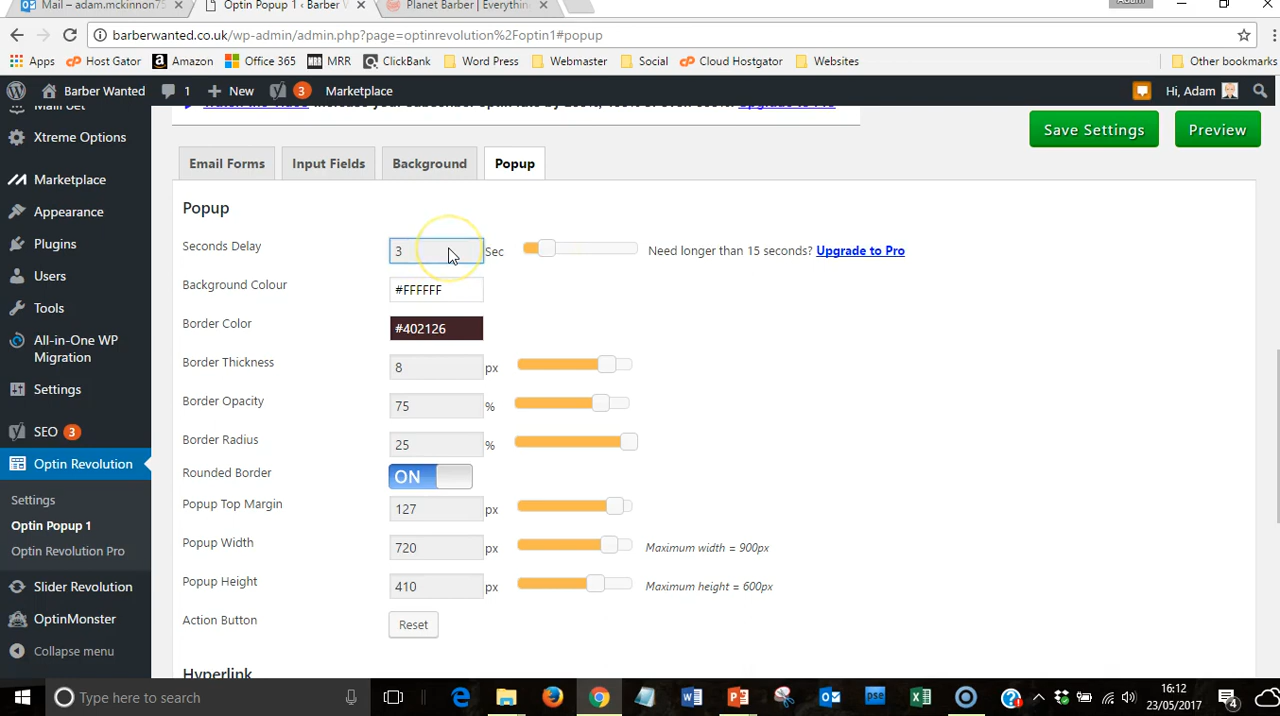 Mail – adam.mckinnon75
Optin Popup 1 ‹ Barber W
Planet Barber | Everythin
Adam
barberwanted.co.uk/wp-admin/admin.php?page=optinrevolution%2Foptin1#popup
Apps
Host Gator
Amazon
Office 365
MRR
ClickBank
Word Press
Webmaster
Social
Cloud Hostgator
Websites
Other bookmarks
Barber Wanted
1
New
3
Marketplace
Hi, Adam
Xtreme Options
Marketplace
Appearance
Plugins
Users
Tools
All-in-One WP
Migration
Settings
SEO 3
Optin Revolution
Settings
Optin Popup 1
Optin Revolution Pro
Slider Revolution
OptinMonster
Collapse menu
Save Settings
Preview
Email Forms
Input Fields
Background
Popup
Popup
Seconds Delay
3 Sec
Need longer than 15 seconds? Upgrade to Pro
Background Colour
#FFFFFF
Border Color
#402126
Border Thickness
8 px
Border Opacity
75 %
Border Radius
25 %
Rounded Border
ON
Popup Top Margin
127 px
Popup Width
720 px
Maximum width = 900px
Popup Height
410 px
Maximum height = 600px
Action Button
Reset
Hyperlink
Type here to search
16:12
23/05/2017
4